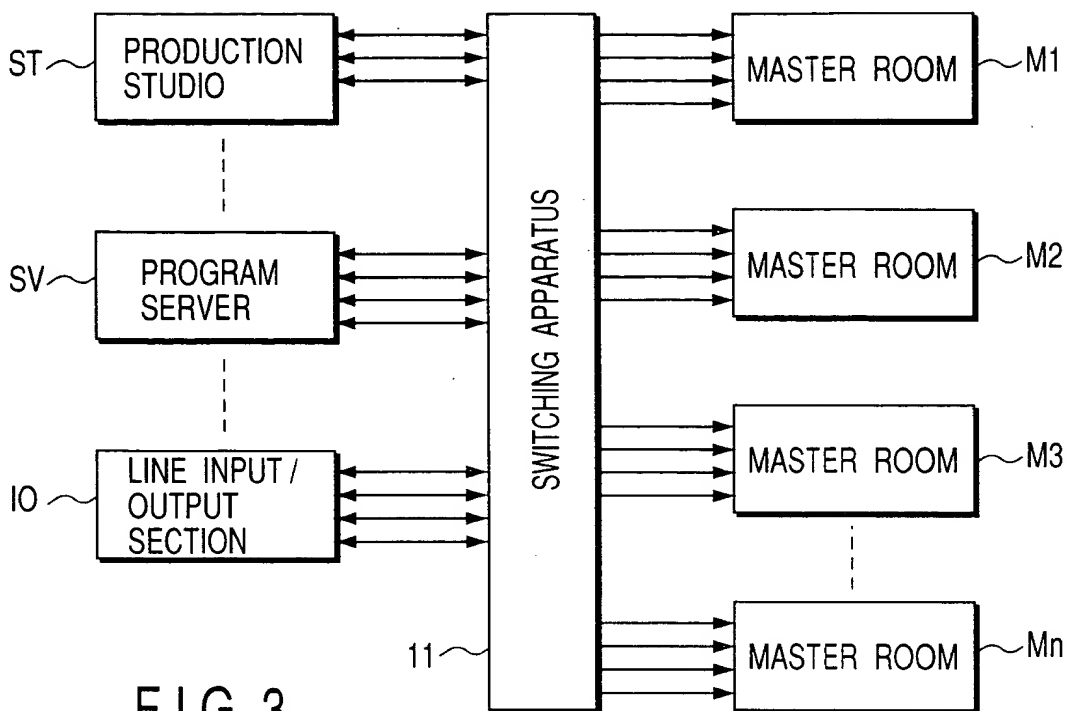 ST
PRODUCTION
STUDIO
SV
PROGRAM
SERVER
IO
LINE INPUT /
OUTPUT
SECTION
11
SWITCHING APPARATUS
MASTER ROOM
M1
MASTER ROOM
M2
MASTER ROOM
M3
MASTER ROOM
Mn
FIG. 3